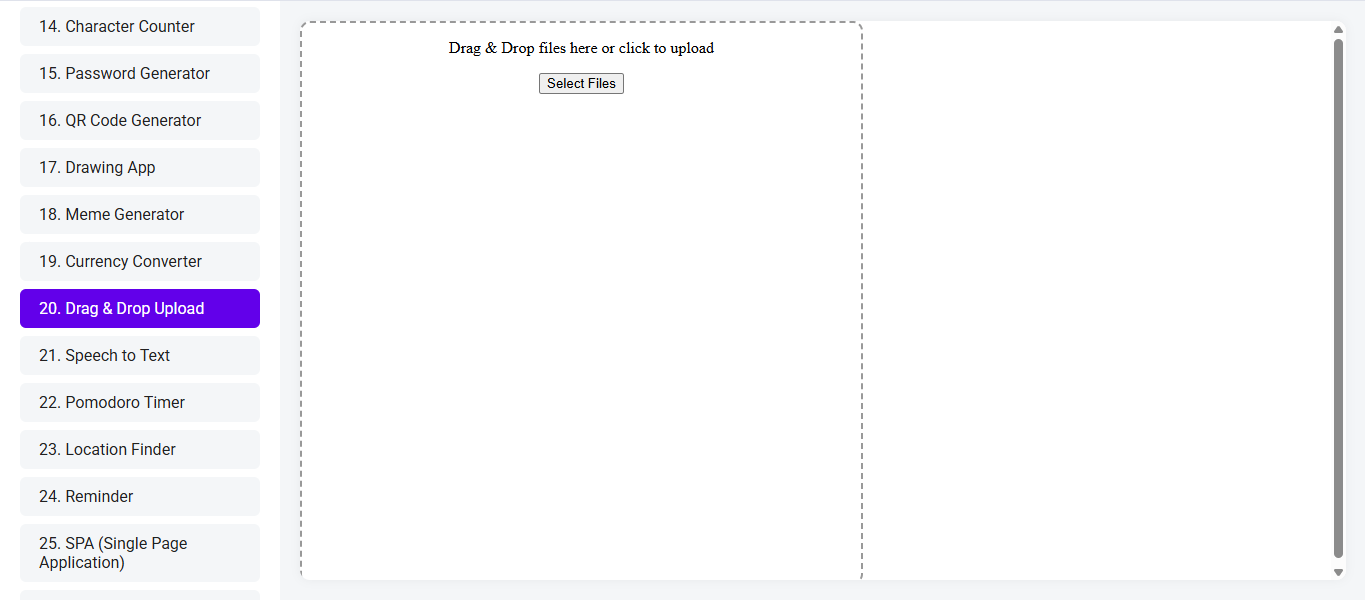 14. Character Counter
15. Password Generator
16. QR Code Generator
17. Drawing App
18. Meme Generator
19. Currency Converter
20. Drag & Drop Upload
21. Speech to Text
22. Pomodoro Timer
23. Location Finder
24. Reminder
25. SPA (Single Page
Application)
Drag & Drop files here or click to upload
Select Files